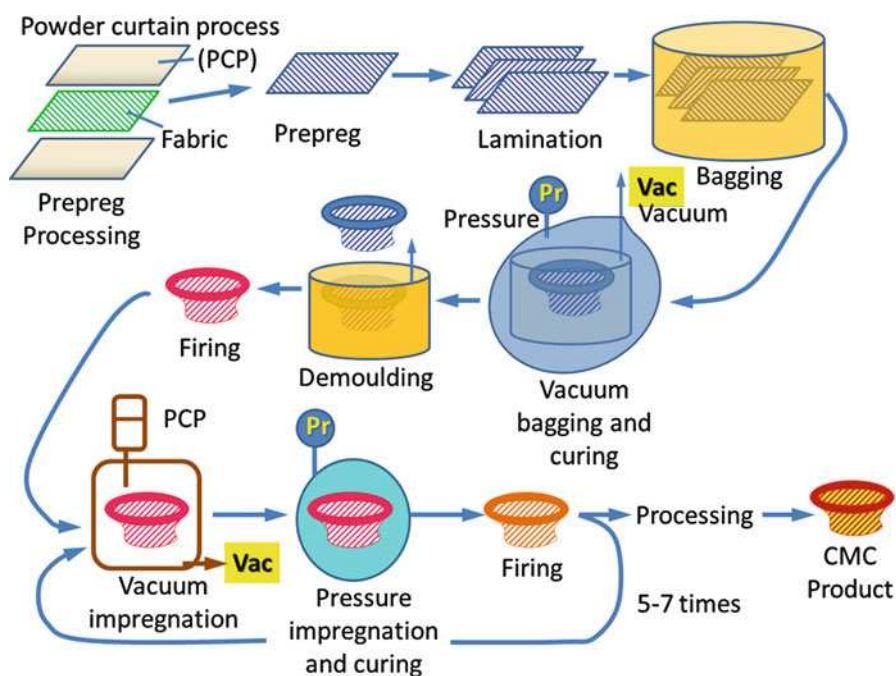 Powder curtain process
(PCP)
Fabric
Prepreg
Processing
Prepreg
Lamination
Bagging
Pr
Pressure
Vac
Vacuum
Vacuum
bagging and
curing
Demoulding
Firing
PCP
Vac
Vacuum
impregnation
Pr
Pressure
impregnation
and curing
Firing
Processing
5-7 times
CMC
Product